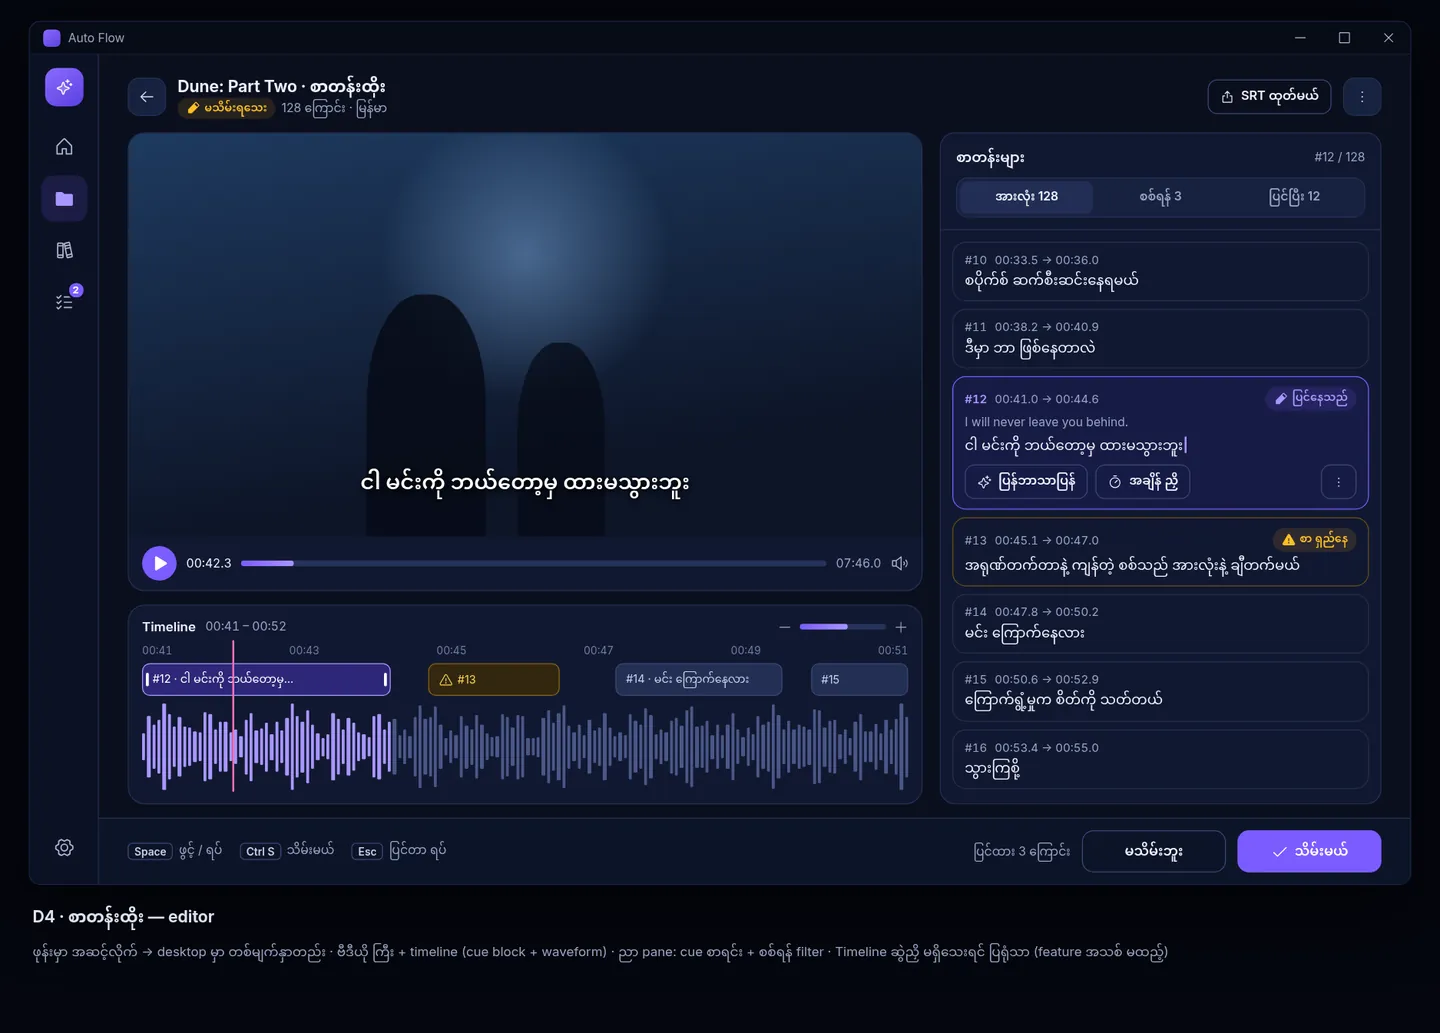 Auto Flow
Dune: Part Two · စာတန်းထိုး
မသိမ်းရသေး 128 ကြောင်း · မြန်မာ
SRT ထုတ်မယ်
2
ငါ မင်းကို ဘယ်တော့မှ ထားမသွားဘူး
00:42.3 07:46.0
Timeline 00:41 – 00:52
00:41 00:43 00:45 00:47 00:49 00:51
#12 · ငါ မင်းကို ဘယ်တော့မှ... #13 #14 · မင်း ကြောက်နေလား #15
စာတန်းများ #12 / 128
အားလုံး 128 စစ်ရန် 3 ပြင်ပြီး 12
#10 00:33.5 → 00:36.0
စပိုက်စ် ဆက်စီးဆင်းနေရမယ်
#11 00:38.2 → 00:40.9
ဒီမှာ ဘာ ဖြစ်နေတာလဲ
#12 00:41.0 → 00:44.6 ပြင်နေသည်
I will never leave you behind.
ငါ မင်းကို ဘယ်တော့မှ ထားမသွားဘူး
ပြန်ဘာသာပြန် အချိန် ညှိ
#13 00:45.1 → 00:47.0 စာ ရှည်နေ
အရုဏ်တက်တာနဲ့ ကျန်တဲ့ စစ်သည် အားလုံးနဲ့ ချီတက်မယ်
#14 00:47.8 → 00:50.2
မင်း ကြောက်နေလား
#15 00:50.6 → 00:52.9
ကြောက်ရွံ့မှုက စိတ်ကို သတ်တယ်
#16 00:53.4 → 00:55.0
သွားကြစို့
Space ဖွင့် / ရပ် Ctrl S သိမ်းမယ် Esc ပြင်တာ ရပ်
ပြင်ထား 3 ကြောင်း မသိမ်းဘူး သိမ်းမယ်
D4 · စာတန်းထိုး — editor
ဖုန်းမှာ အဆင့်လိုက် → desktop မှာ တစ်မျက်နှာတည်း · ဗီဒီယို ကြီး + timeline (cue block + waveform) · ညာ pane: cue စာရင်း + စစ်ရန် filter · Timeline ဆွဲညှိ မရှိသေးရင် ပြရုံသာ (feature အသစ် မထည့်)